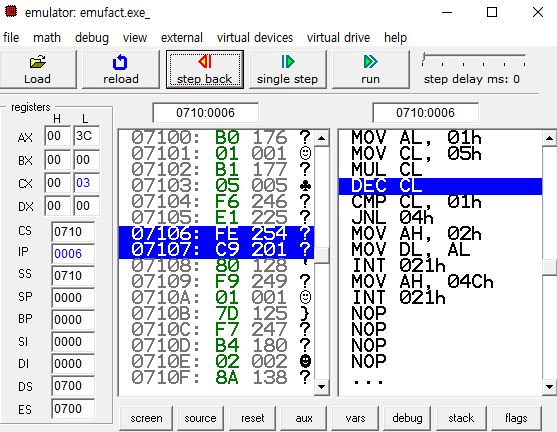 emulator: emufact.exe_
file math debug view external virtual devices virtual drive help
Load reload step back single step run step delay ms: 0
registers
H L
AX 00 3C
BX 00 00
CX 00 03
DX 00 00
CS 0710
IP 0006
SS 0710
SP 0000
BP 0000
SI 0000
DI 0000
DS 0700
ES 0700
0710:0006
07100: B0 176 ?
07101: 01 001 ☺
07102: B1 177 ?
07103: 05 005 ♣
07104: F6 246 ?
07105: E1 225 ?
07106: FE 254 ?
07107: C9 201 ?
07108: 80 128 '
07109: F9 249 ?
0710A: 01 001 ☺
0710B: 7D 125 }
0710C: F7 247 ?
0710D: B4 180 ?
0710E: 02 002 ☻
0710F: 8A 138 ?
0710:0006
MOV AL, 01h
MOV CL, 05h
MUL CL
DEC CL
CMP CL, 01h
JNL 04h
MOV AH, 02h
MOV DL, AL
INT 021h
MOV AH, 04Ch
INT 021h
NOP
NOP
NOP
NOP
...
screen source reset aux vars debug stack flags